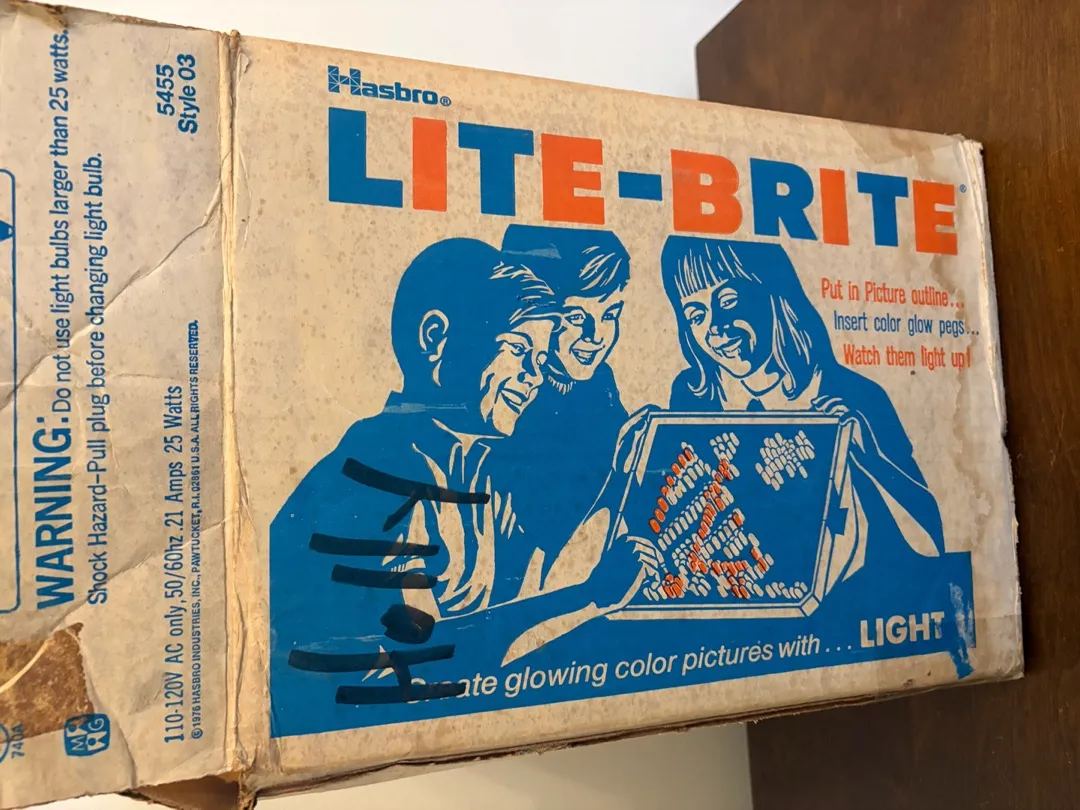 Hasbro®
LITE-BRITE®
Put in Picture outline...
Insert color glow pegs...
Watch them light up!
Create glowing color pictures with... LIGHT
Holly
WARNING: Do not use light bulbs larger than 25 watts.
Shock Hazard-Pull plug before changing light bulb.
5455
Style 03
110-120V AC only, 50/60hz .21 Amps 25 Watts
©1976 HASBRO INDUSTRIES, INC., PAWTUCKET, R.I. 02861 U.S.A. ALL RIGHTS RESERVED.
740A